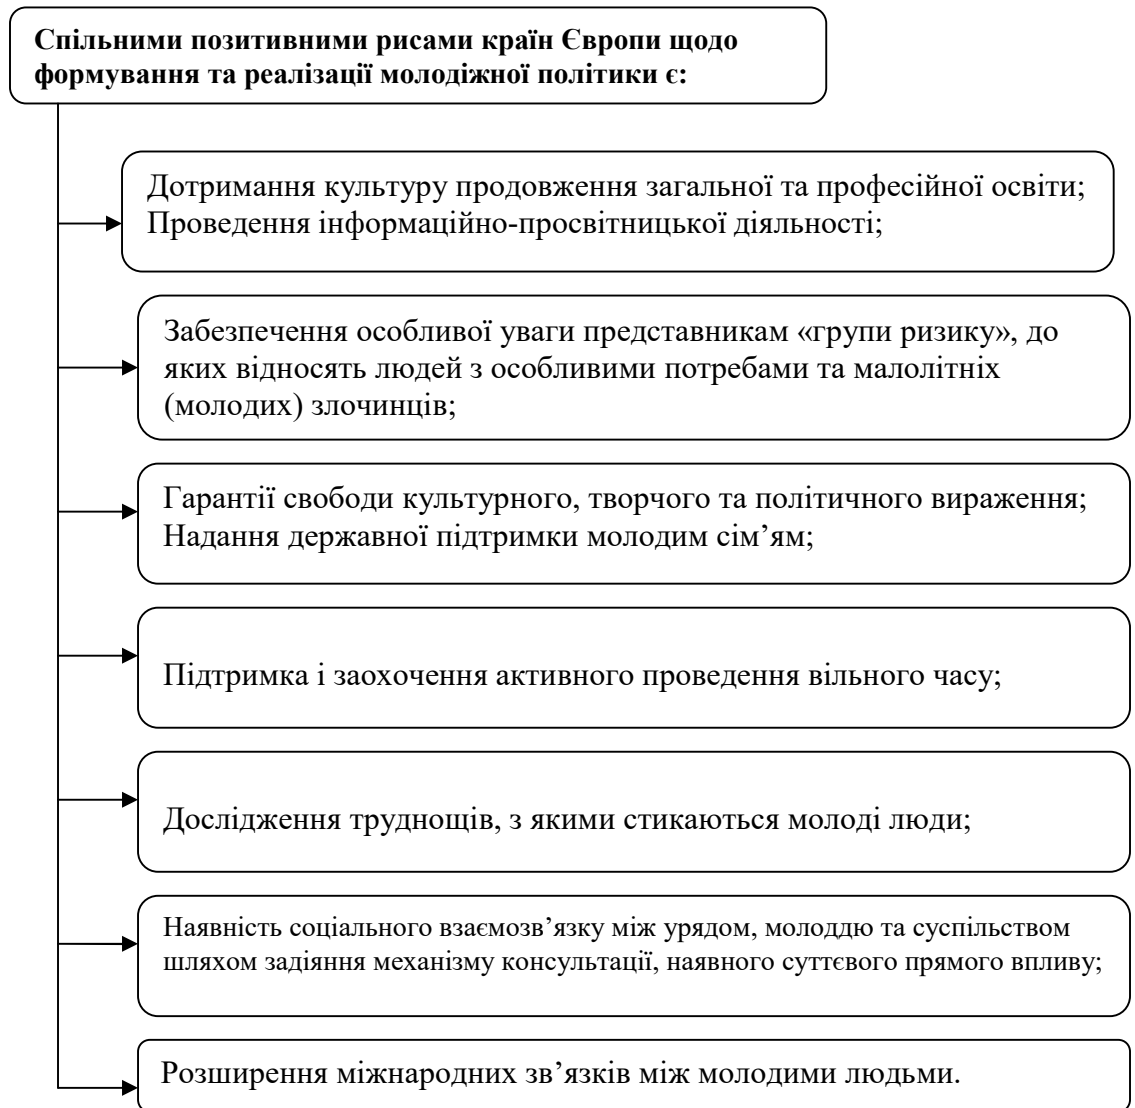 Спільними позитивними рисами країн Європи щодо
формування та реалізації молодіжної політики є:
Дотримання культуру продовження загальної та професійної освіти;
Проведення інформаційно-просвітницької діяльності;
Забезпечення особливої уваги представникам «групи ризику», до
яких відносять людей з особливими потребами та малолітніх
(молодих) злочинців;
Гарантії свободи культурного, творчого та політичного вираження;
Надання державної підтримки молодим сім’ям;
Підтримка і заохочення активного проведення вільного часу;
Дослідження труднощів, з якими стикаються молоді люди;
Наявність соціального взаємозв’язку між урядом, молоддю та суспільством
шляхом задіяння механізму консультації, наявного суттєвого прямого впливу;
Розширення міжнародних зв’язків між молодими людьми.